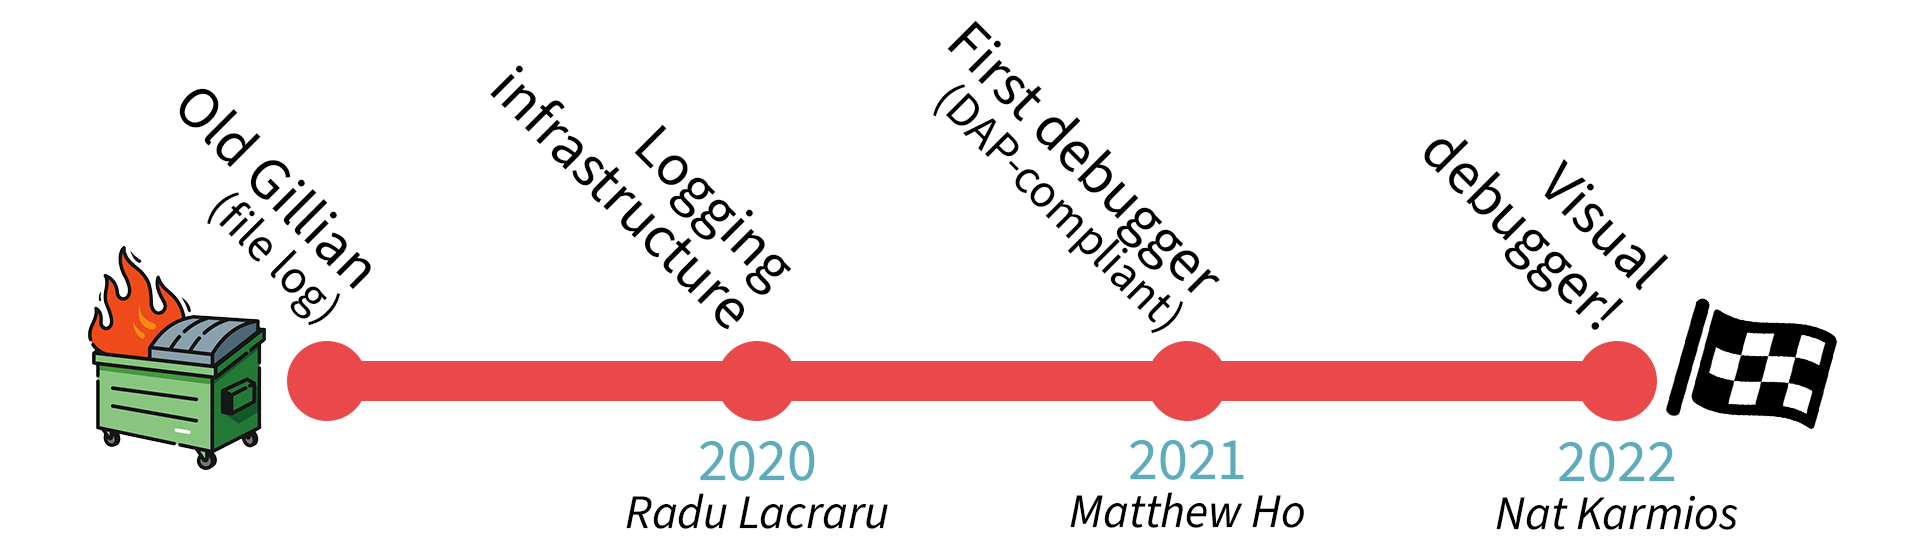 Old Gillian
(file log)
Logging
infrastructure
2020
Radu Lacraru
First debugger
(DAP-compliant)
2021
Matthew Ho
Visual
debugger!
2022
Nat Karmios